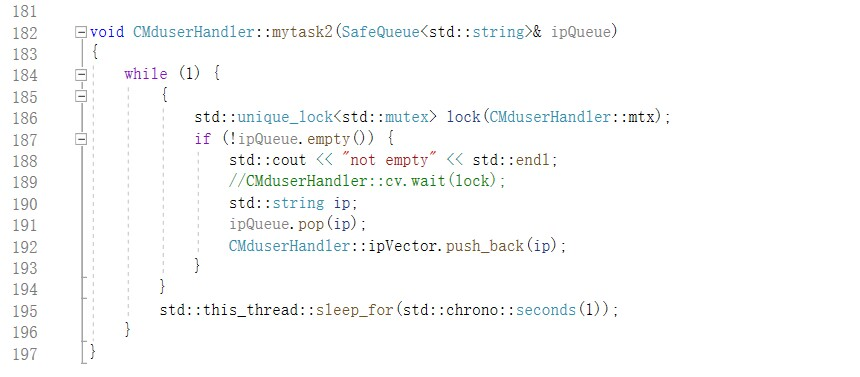 181
182 void CMduserHandler::mytask2(SafeQueue<std::string>& ipQueue)
183 {
184     while (1) {
185         {
186             std::unique_lock<std::mutex> lock(CMduserHandler::mtx);
187             if (!ipQueue.empty()) {
188                 std::cout << "not empty" << std::endl;
189                 //CMduserHandler::cv.wait(lock);
190                 std::string ip;
191                 ipQueue.pop(ip);
192                 CMduserHandler::ipVector.push_back(ip);
193             }
194         }
195         std::this_thread::sleep_for(std::chrono::seconds(1));
196     }
197 }